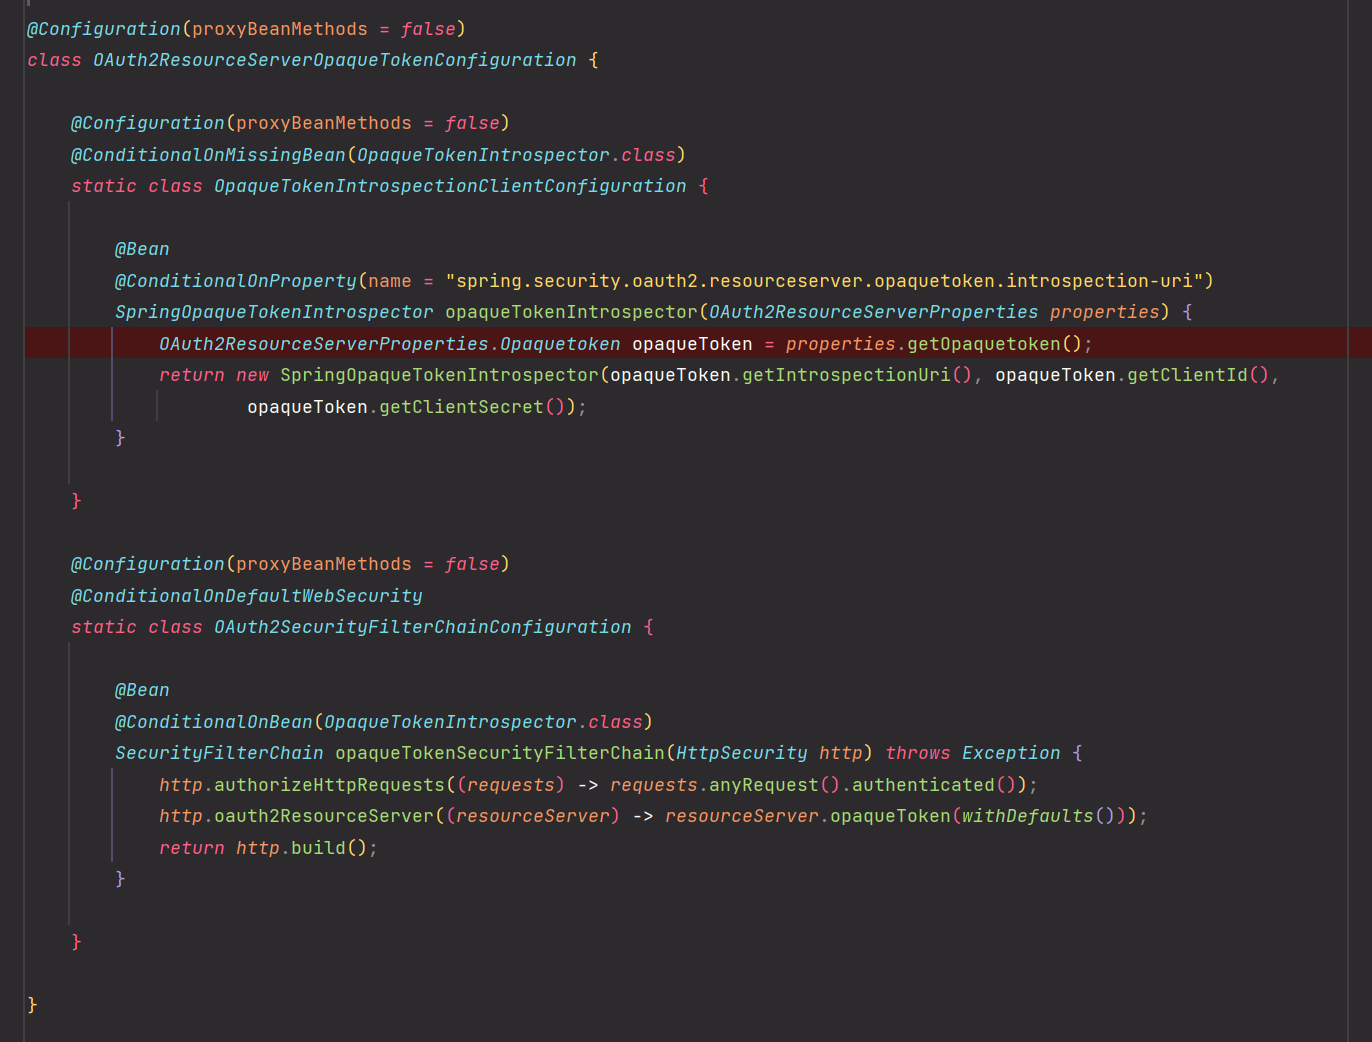 @Configuration(proxyBeanMethods = false)
class OAuth2ResourceServerOpaqueTokenConfiguration {
@Configuration(proxyBeanMethods = false)
@ConditionalOnMissingBean(OpaqueTokenIntrospector.class)
static class OpaqueTokenIntrospectionClientConfiguration {
@Bean
@ConditionalOnProperty(name = "spring.security.oauth2.resourceserver.opaquetoken.introspection-uri")
SpringOpaqueTokenIntrospector opaqueTokenIntrospector(OAuth2ResourceServerProperties properties) {
OAuth2ResourceServerProperties.Opaquetoken opaqueToken = properties.getOpaquetoken();
return new SpringOpaqueTokenIntrospector(opaqueToken.getIntrospectionUri(), opaqueToken.getClientId(),
opaqueToken.getClientSecret());
}
}
@Configuration(proxyBeanMethods = false)
@ConditionalOnDefaultWebSecurity
static class OAuth2SecurityFilterChainConfiguration {
@Bean
@ConditionalOnBean(OpaqueTokenIntrospector.class)
SecurityFilterChain opaqueTokenSecurityFilterChain(HttpSecurity http) throws Exception {
http.authorizeHttpRequests((requests) -> requests.anyRequest().authenticated());
http.oauth2ResourceServer((resourceServer) -> resourceServer.opaqueToken(withDefaults()));
return http.build();
}
}
}